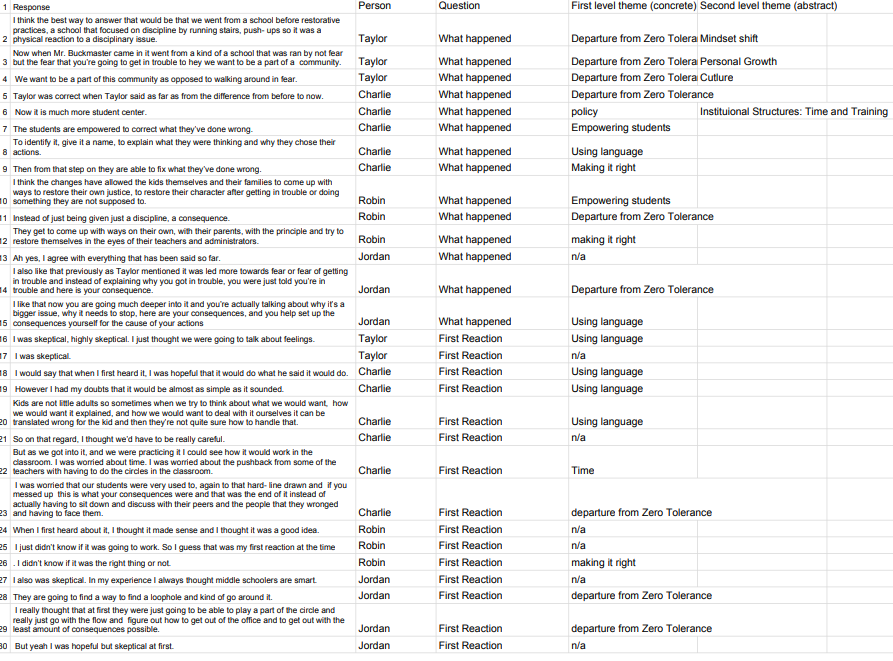 1 Response Person Question First level theme (concrete) Second level theme (abstract)
I think the best way to answer that would be that we went from a school before restorative
practices, a school that focused on discipline by running stairs, push- ups so it was a
2 physical reaction to a disciplinary issue. Taylor What happened Departure from Zero Tolera Mindset shift
Now when Mr. Buckmaster came in it went from a kind of a school that was ran by not fear
3 but the fear that you're going to get in trouble to hey we want to be a part of a community. Taylor What happened Departure from Zero Tolera Personal Growth
4 We want to be a part of this community as opposed to walking around in fear. Taylor What happened Departure from Zero Tolera Cutlure
5 Taylor was correct when Taylor said as far as from the difference from before to now. Charlie What happened Departure from Zero Tolerance
6 Now it is much more student center. Charlie What happened policy Instituional Structures: Time and Training
7 The students are empowered to correct what they've done wrong. Charlie What happened Empowering students
To identify it, give it a name, to explain what they were thinking and why they chose their
8 actions. Charlie What happened Using language
9 Then from that step on they are able to fix what they've done wrong. Charlie What happened Making it right
I think the changes have allowed the kids themselves and their families to come up with
ways to restore their own justice, to restore their character after getting in trouble or doing
10 something they are not supposed to. Robin What happened Empowering students
11 Instead of just being given just a discipline, a consequence. Robin What happened Departure from Zero Tolerance
They get to come up with ways on their own, with their parents, with the principle and try to
12 restore themselves in the eyes of their teachers and administrators. Robin What happened making it right
13 Ah yes, I agree with everything that has been said so far. Jordan What happened n/a
I also like that previously as Taylor mentioned it was led more towards fear or fear of getting
in trouble and instead of explaining why you got in trouble, you were just told you're in
14 trouble and here is your consequence. Jordan What happened Departure from Zero Tolerance
I like that now you are going much deeper into it and you're actually talking about why it's a
bigger issue, why it needs to stop, here are your consequences, and you help set up the
15 consequences yourself for the cause of your actions Jordan What happened Using language
16 I was skeptical, highly skeptical. I just thought we were going to talk about feelings. Taylor First Reaction Using language
17 I was skeptical. Taylor First Reaction n/a
18 I would say that when I first heard it, I was hopeful that it would do what he said it would do. Charlie First Reaction Using language
19 However I had my doubts that it would be almost as simple as it sounded. Charlie First Reaction Using language
Kids are not little adults so sometimes when we try to think about what we would want, how
we would want it explained, and how we would want to deal with it ourselves it can be
20 translated wrong for the kid and then they're not quite sure how to handle that. Charlie First Reaction Using language
21 So on that regard, I thought we'd have to be really careful. Charlie First Reaction n/a
But as we got into it, and we were practicing it I could see how it would work in the
classroom. I was worried about time. I was worried about the pushback from some of the
22 teachers with having to do the circles in the classroom. Charlie First Reaction Time
I was worried that our students were very used to, again to that hard- line drawn and if you
messed up this is what your consequences were and that was the end of it instead of
actually having to sit down and discuss with their peers and the people that they wronged
23 and having to face them. Charlie First Reaction departure from Zero Tolerance
24 When I first heard about it, I thought it made sense and I thought it was a good idea. Robin First Reaction n/a
25 I just didn't know if it was going to work. So I guess that was my first reaction at the time Robin First Reaction n/a
26 . I didn't know if it was the right thing or not. Robin First Reaction making it right
27 I also was skeptical. In my experience I always thought middle schoolers are smart. Jordan First Reaction n/a
28 They are going to find a way to find a loophole and kind of go around it. Jordan First Reaction departure from Zero Tolerance
I really thought that at first they were just going to be able to play a part of the circle and
really just go with the flow and figure out how to get out of the office and to get out with the
29 least amount of consequences possible. Jordan First Reaction departure from Zero Tolerance
30 But yeah I was hopeful but skeptical at first. Jordan First Reaction n/a